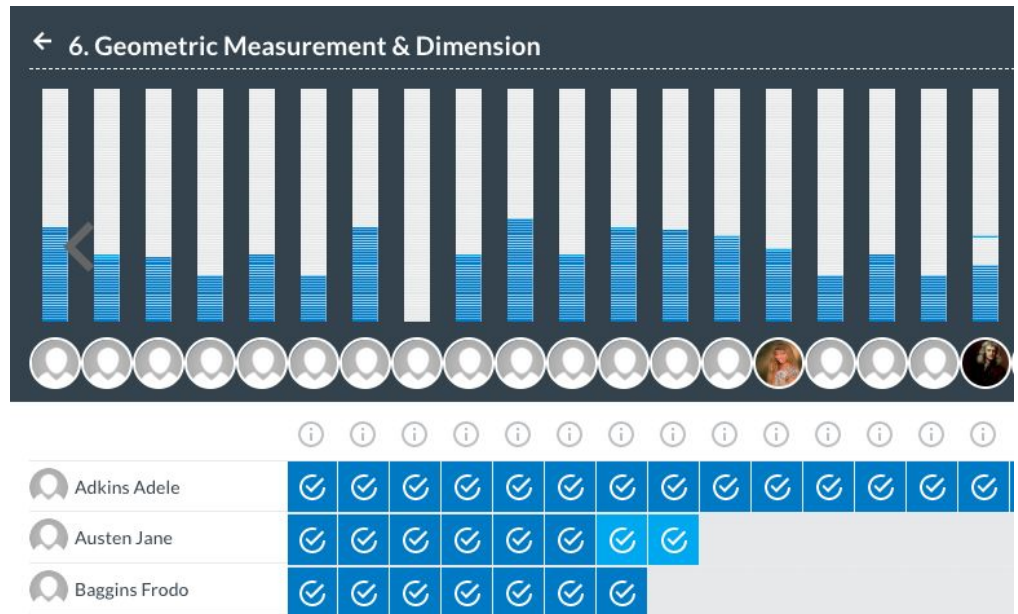 6. Geometric Measurement & Dimension
Adkins Adele
Austen Jane
Baggins Frodo